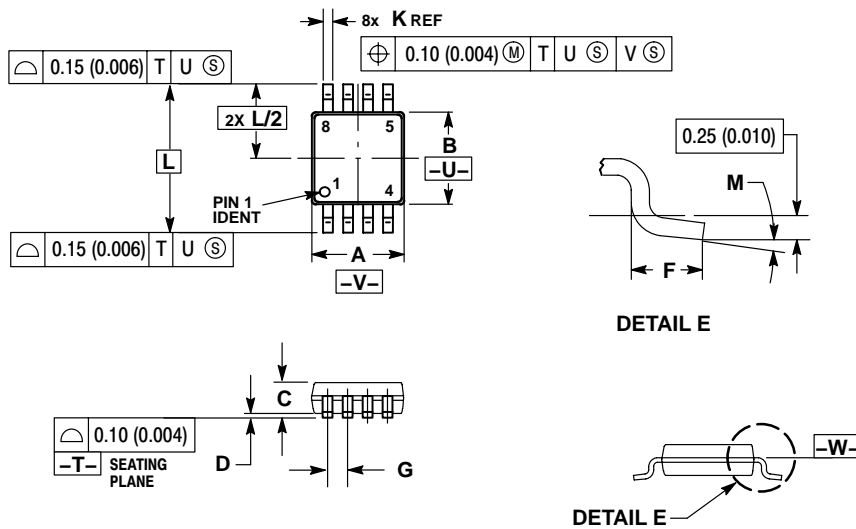 8x K REF
⌖ 0.10 (0.004) Ⓜ T U Ⓢ V Ⓢ
⌓ 0.15 (0.006) T U Ⓢ
2X L/2
L
8 5
B
–U–
1
4
PIN 1
IDENT
⌓ 0.15 (0.006) T U Ⓢ
A
–V–
0.25 (0.010)
M
F
DETAIL E
C
⌓ 0.10 (0.004)
–T– SEATING
PLANE
D
G
–W–
DETAIL E